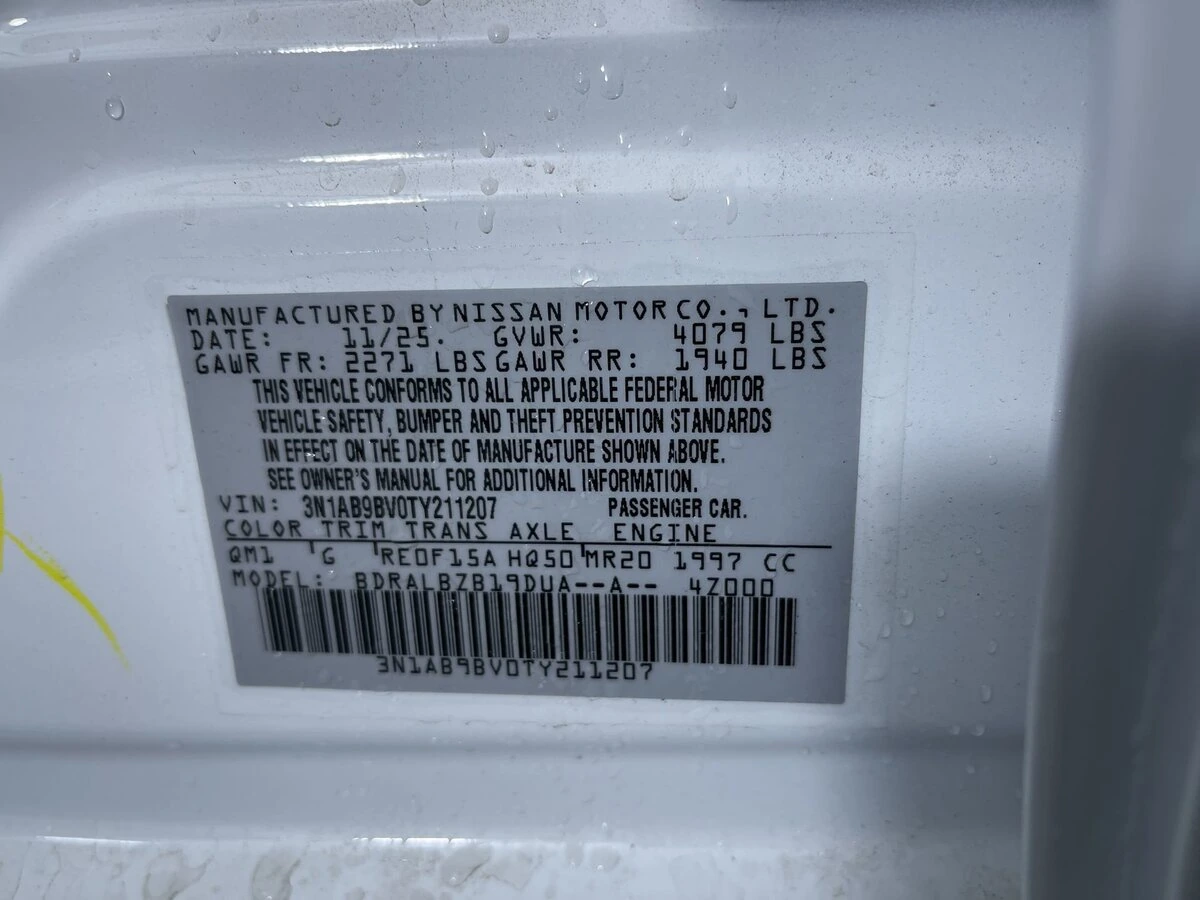 MANUFACTURED BY NISSAN MOTOR CO., LTD.
DATE: 11/25. GVWR: 4079 LBS
GAWR FR: 2271 LBS GAWR RR: 1940 LBS
THIS VEHICLE CONFORMS TO ALL APPLICABLE FEDERAL MOTOR
VEHICLE SAFETY, BUMPER AND THEFT PREVENTION STANDARDS
IN EFFECT ON THE DATE OF MANUFACTURE SHOWN ABOVE.
SEE OWNER'S MANUAL FOR ADDITIONAL INFORMATION.
VIN: 3N1AB9BV0TY211207 PASSENGER CAR.
COLOR TRIM TRANS AXLE ENGINE
QM1 G RE0F15A HQ50 MR20 1997 CC
MODEL: BDRALBZB19DUA--A-- 4Z000
3N1AB9BV0TY211207